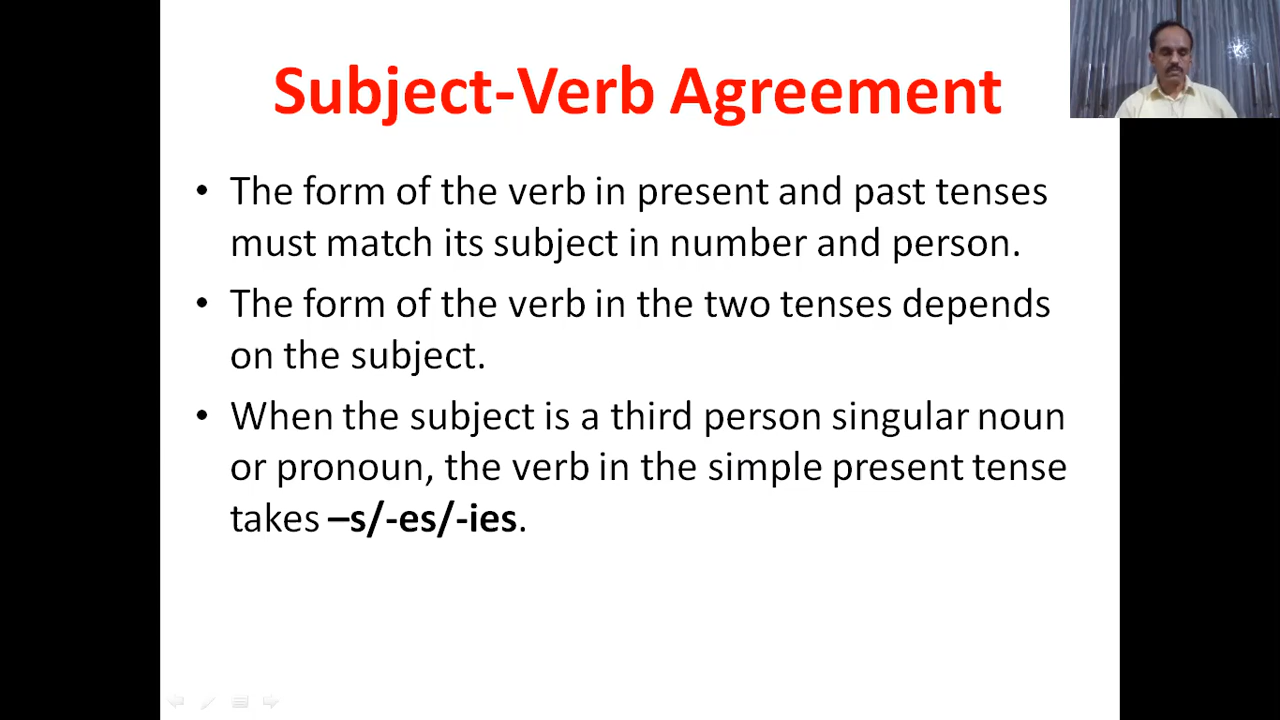 Subject-Verb Agreement
• The form of the verb in present and past tenses
must match its subject in number and person.
• The form of the verb in the two tenses depends
on the subject.
• When the subject is a third person singular noun
or pronoun, the verb in the simple present tense
takes –s/-es/-ies.